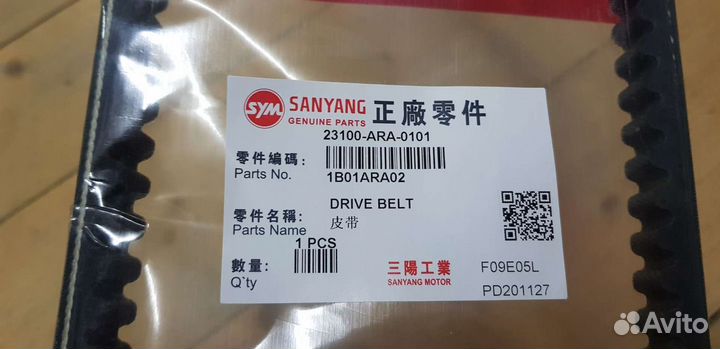 SYM SANYANG 正廠零件
GENUINE PARTS
23100-ARA-0101
零件編碼：
Parts No. 1B01ARA02
DRIVE BELT
零件名稱： 皮带
Parts Name
1 PCS
數量： 三陽工業 F09E05L
Q`ty SANYANG MOTOR PD201127
Avito